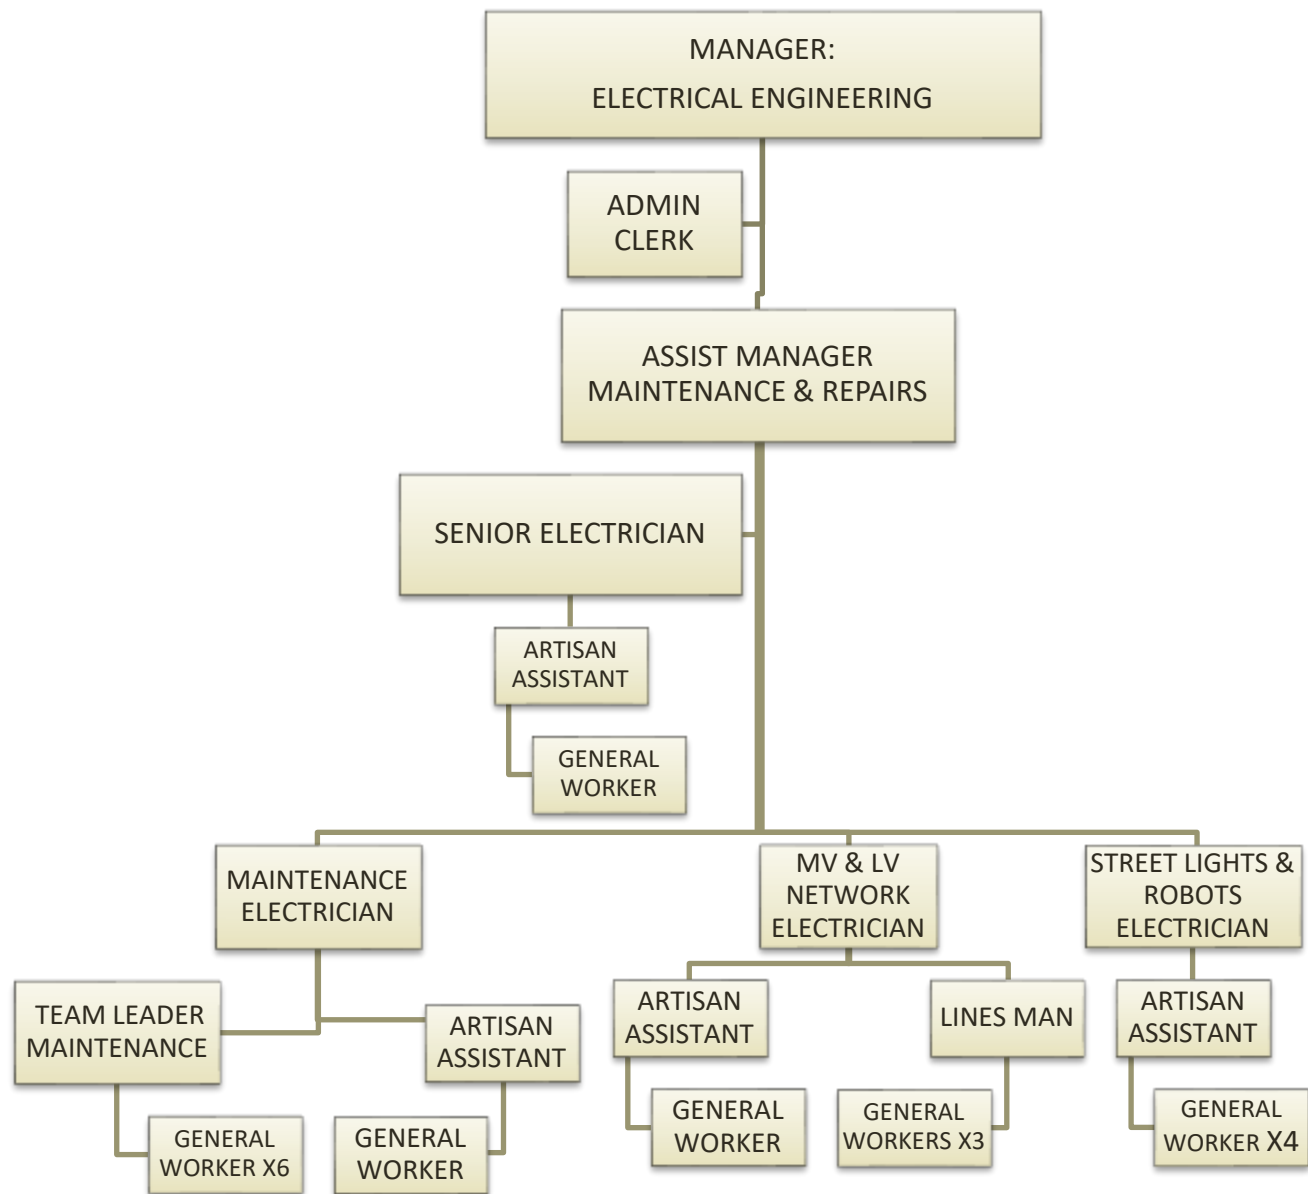 MANAGER:
ELECTRICAL ENGINEERING
ADMIN
CLERK
ASSIST MANAGER
MAINTENANCE & REPAIRS
SENIOR ELECTRICIAN
ARTISAN
ASSISTANT
GENERAL
WORKER
MAINTENANCE
ELECTRICIAN
MV & LV
NETWORK
ELECTRICIAN
STREET LIGHTS &
ROBOTS
ELECTRICIAN
TEAM LEADER
MAINTENANCE
ARTISAN
ASSISTANT
ARTISAN
ASSISTANT
LINES MAN
ARTISAN
ASSISTANT
GENERAL
WORKER X6
GENERAL
WORKER
GENERAL
WORKER
GENERAL
WORKERS X3
GENERAL
WORKER X4